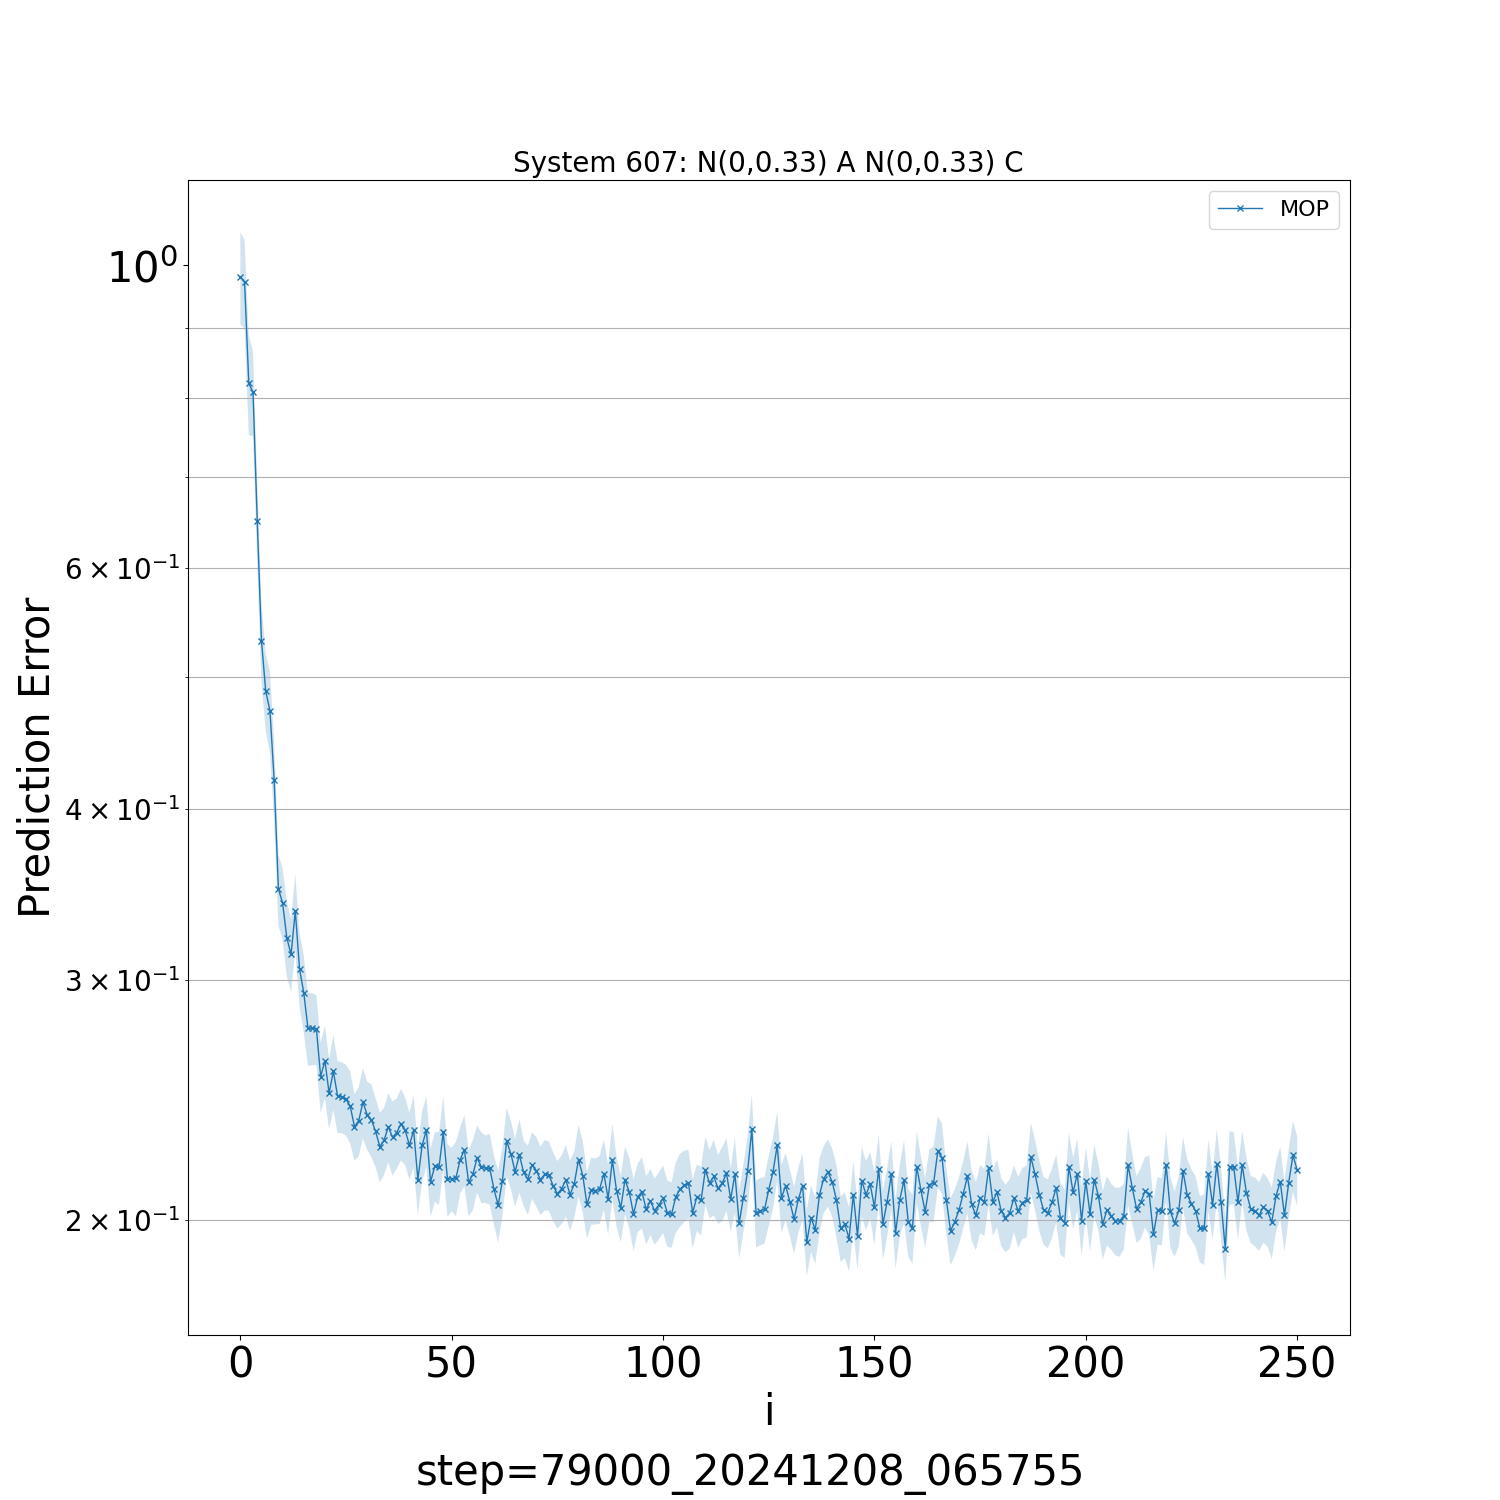 System 607: N(0,0.33) A N(0,0.33) C
MOP
10⁰
6 × 10⁻¹
4 × 10⁻¹
3 × 10⁻¹
2 × 10⁻¹
Prediction Error
0 50 100 150 200 250
i
step=79000_20241208_065755